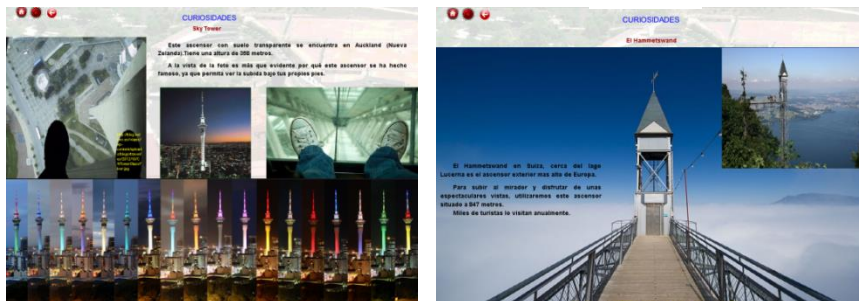 CURIOSIDADES
Sky Tower
Este ascensor con suelo transparente se encuentra en Auckland (Nueva
Zelanda).Tiene una altura de 398 metros.
A la vista de la foto es más que evidente por qué este ascensor se ha hecho
famoso, ya que permita ver la subida bajo tus propios pies.
CURIOSIDADES
El Hammetswand
El Hammetswand en Suiza, cerca del lago
Lucerna es el ascensor exterior mas alto de Europa.
Para subir al mirador y disfrutar de unas
espectaculares vistas, utilizaremos este ascensor
situado a 847 metros.
Miles de turistas lo visitan anualmente.